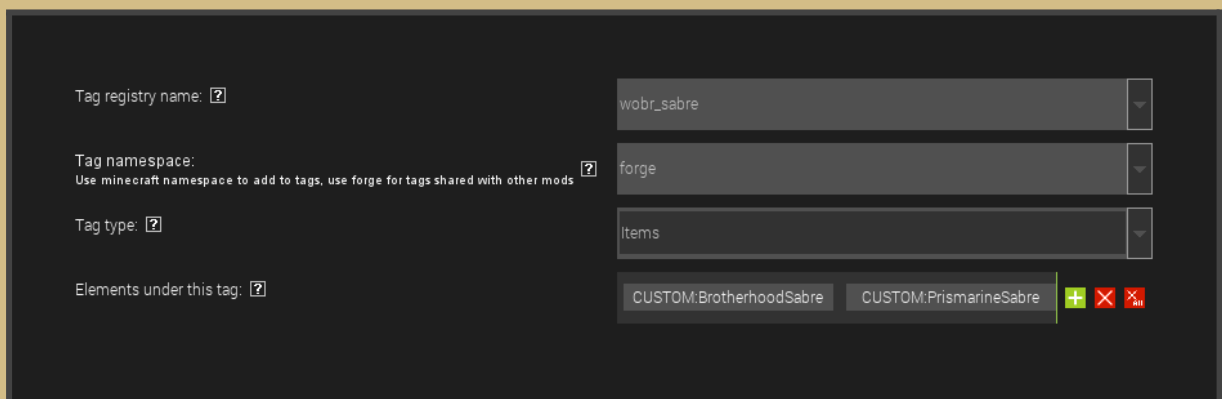 Tag registry name: ?
wobr_sabre
Tag namespace:
Use minecraft namespace to add to tags, use forge for tags shared with other mods ?
forge
Tag type: ?
Items
Elements under this tag: ?
CUSTOM:BrotherhoodSabre CUSTOM:PrismarineSabre
All